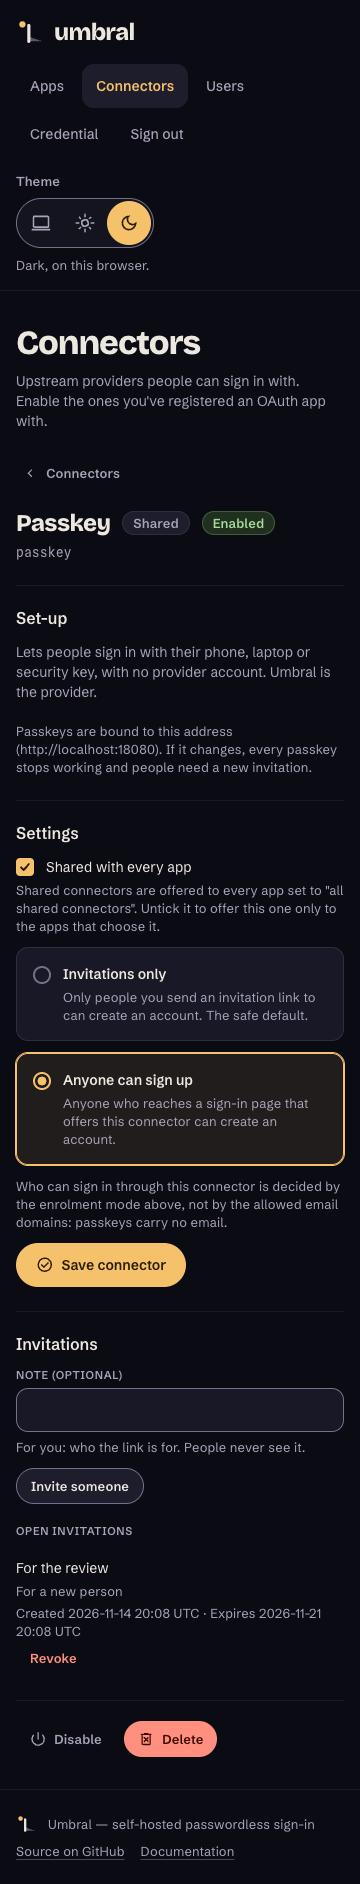 umbral
Apps
Connectors
Users
Credential
Sign out
Theme
Dark, on this browser.
Connectors
Upstream providers people can sign in with.
Enable the ones you've registered an OAuth app
with.
Connectors
Passkey
Shared
Enabled
passkey
Set-up
Lets people sign in with their phone, laptop or
security key, with no provider account. Umbral is
the provider.
Passkeys are bound to this address
(http://localhost:18080). If it changes, every passkey
stops working and people need a new invitation.
Settings
Shared with every app
Shared connectors are offered to every app set to "all
shared connectors". Untick it to offer this one only to
the apps that choose it.
Invitations only
Only people you send an invitation link to
can create an account. The safe default.
Anyone can sign up
Anyone who reaches a sign-in page that
offers this connector can create an
account.
Who can sign in through this connector is decided by
the enrolment mode above, not by the allowed email
domains: passkeys carry no email.
Save connector
Invitations
NOTE (OPTIONAL)
For you: who the link is for. People never see it.
Invite someone
OPEN INVITATIONS
For the review
For a new person
Created 2026-11-14 20:08 UTC · Expires 2026-11-21
20:08 UTC
Revoke
Disable
Delete
Umbral — self-hosted passwordless sign-in
Source on GitHub
Documentation